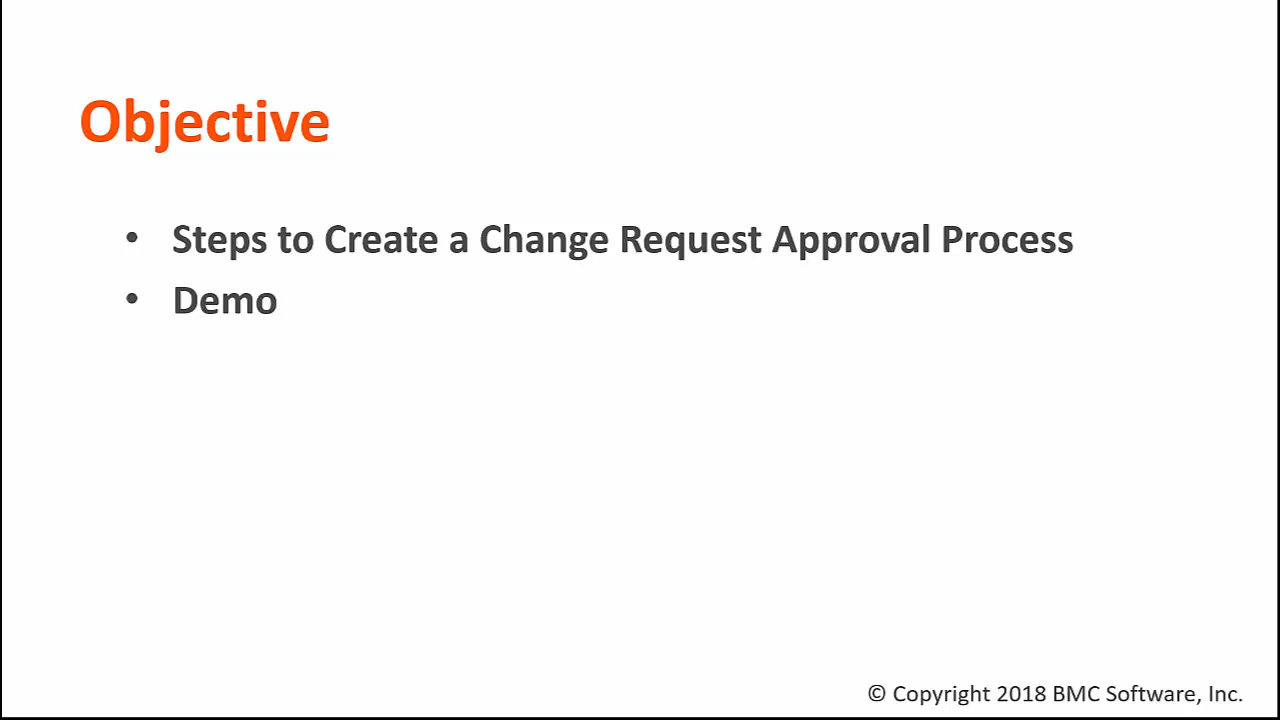 Objective
• Steps to Create a Change Request Approval Process
• Demo
© Copyright 2018 BMC Software, Inc.